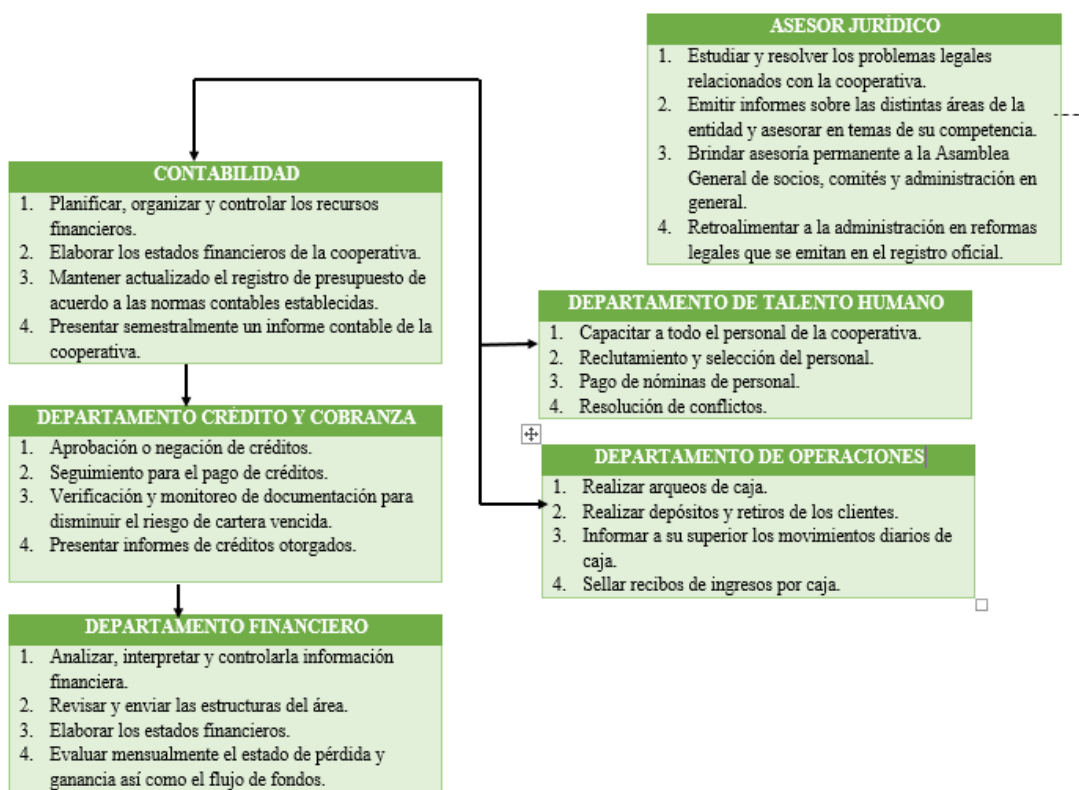 ASESOR JURÍDICO
1. Estudiar y resolver los problemas legales
relacionados con la cooperativa.
2. Emitir informes sobre las distintas áreas de la
entidad y asesorar en temas de su competencia.
3. Brindar asesoría permanente a la Asamblea
General de socios, comités y administración en
general.
4. Retroalimentar a la administración en reformas
legales que se emitan en el registro oficial.
CONTABILIDAD
1. Planificar, organizar y controlar los recursos
financieros.
2. Elaborar los estados financieros de la cooperativa.
3. Mantener actualizado el registro de presupuesto de
acuerdo a las normas contables establecidas.
4. Presentar semestralmente un informe contable de la
cooperativa.
DEPARTAMENTO DE TALENTO HUMANO
1. Capacitar a todo el personal de la cooperativa.
2. Reclutamiento y selección del personal.
3. Pago de nóminas de personal.
4. Resolución de conflictos.
DEPARTAMENTO CRÉDITO Y COBRANZA
1. Aprobación o negación de créditos.
2. Seguimiento para el pago de créditos.
3. Verificación y monitoreo de documentación para
disminuir el riesgo de cartera vencida.
4. Presentar informes de créditos otorgados.
DEPARTAMENTO DE OPERACIONES
1. Realizar arqueos de caja.
2. Realizar depósitos y retiros de los clientes.
3. Informar a su superior los movimientos diarios de
caja.
4. Sellar recibos de ingresos por caja.
DEPARTAMENTO FINANCIERO
1. Analizar, interpretar y controlarla información
financiera.
2. Revisar y enviar las estructuras del área.
3. Elaborar los estados financieros.
4. Evaluar mensualmente el estado de pérdida y
ganancia así como el flujo de fondos.